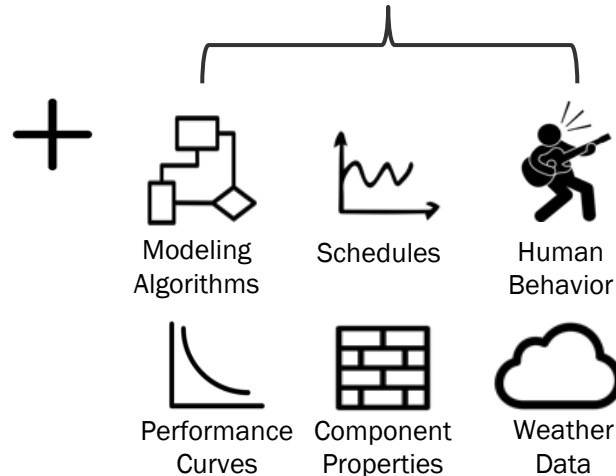 Modeling
Algorithms
Schedules
Human
Behavior
Performance
Curves
Component
Properties
Weather
Data